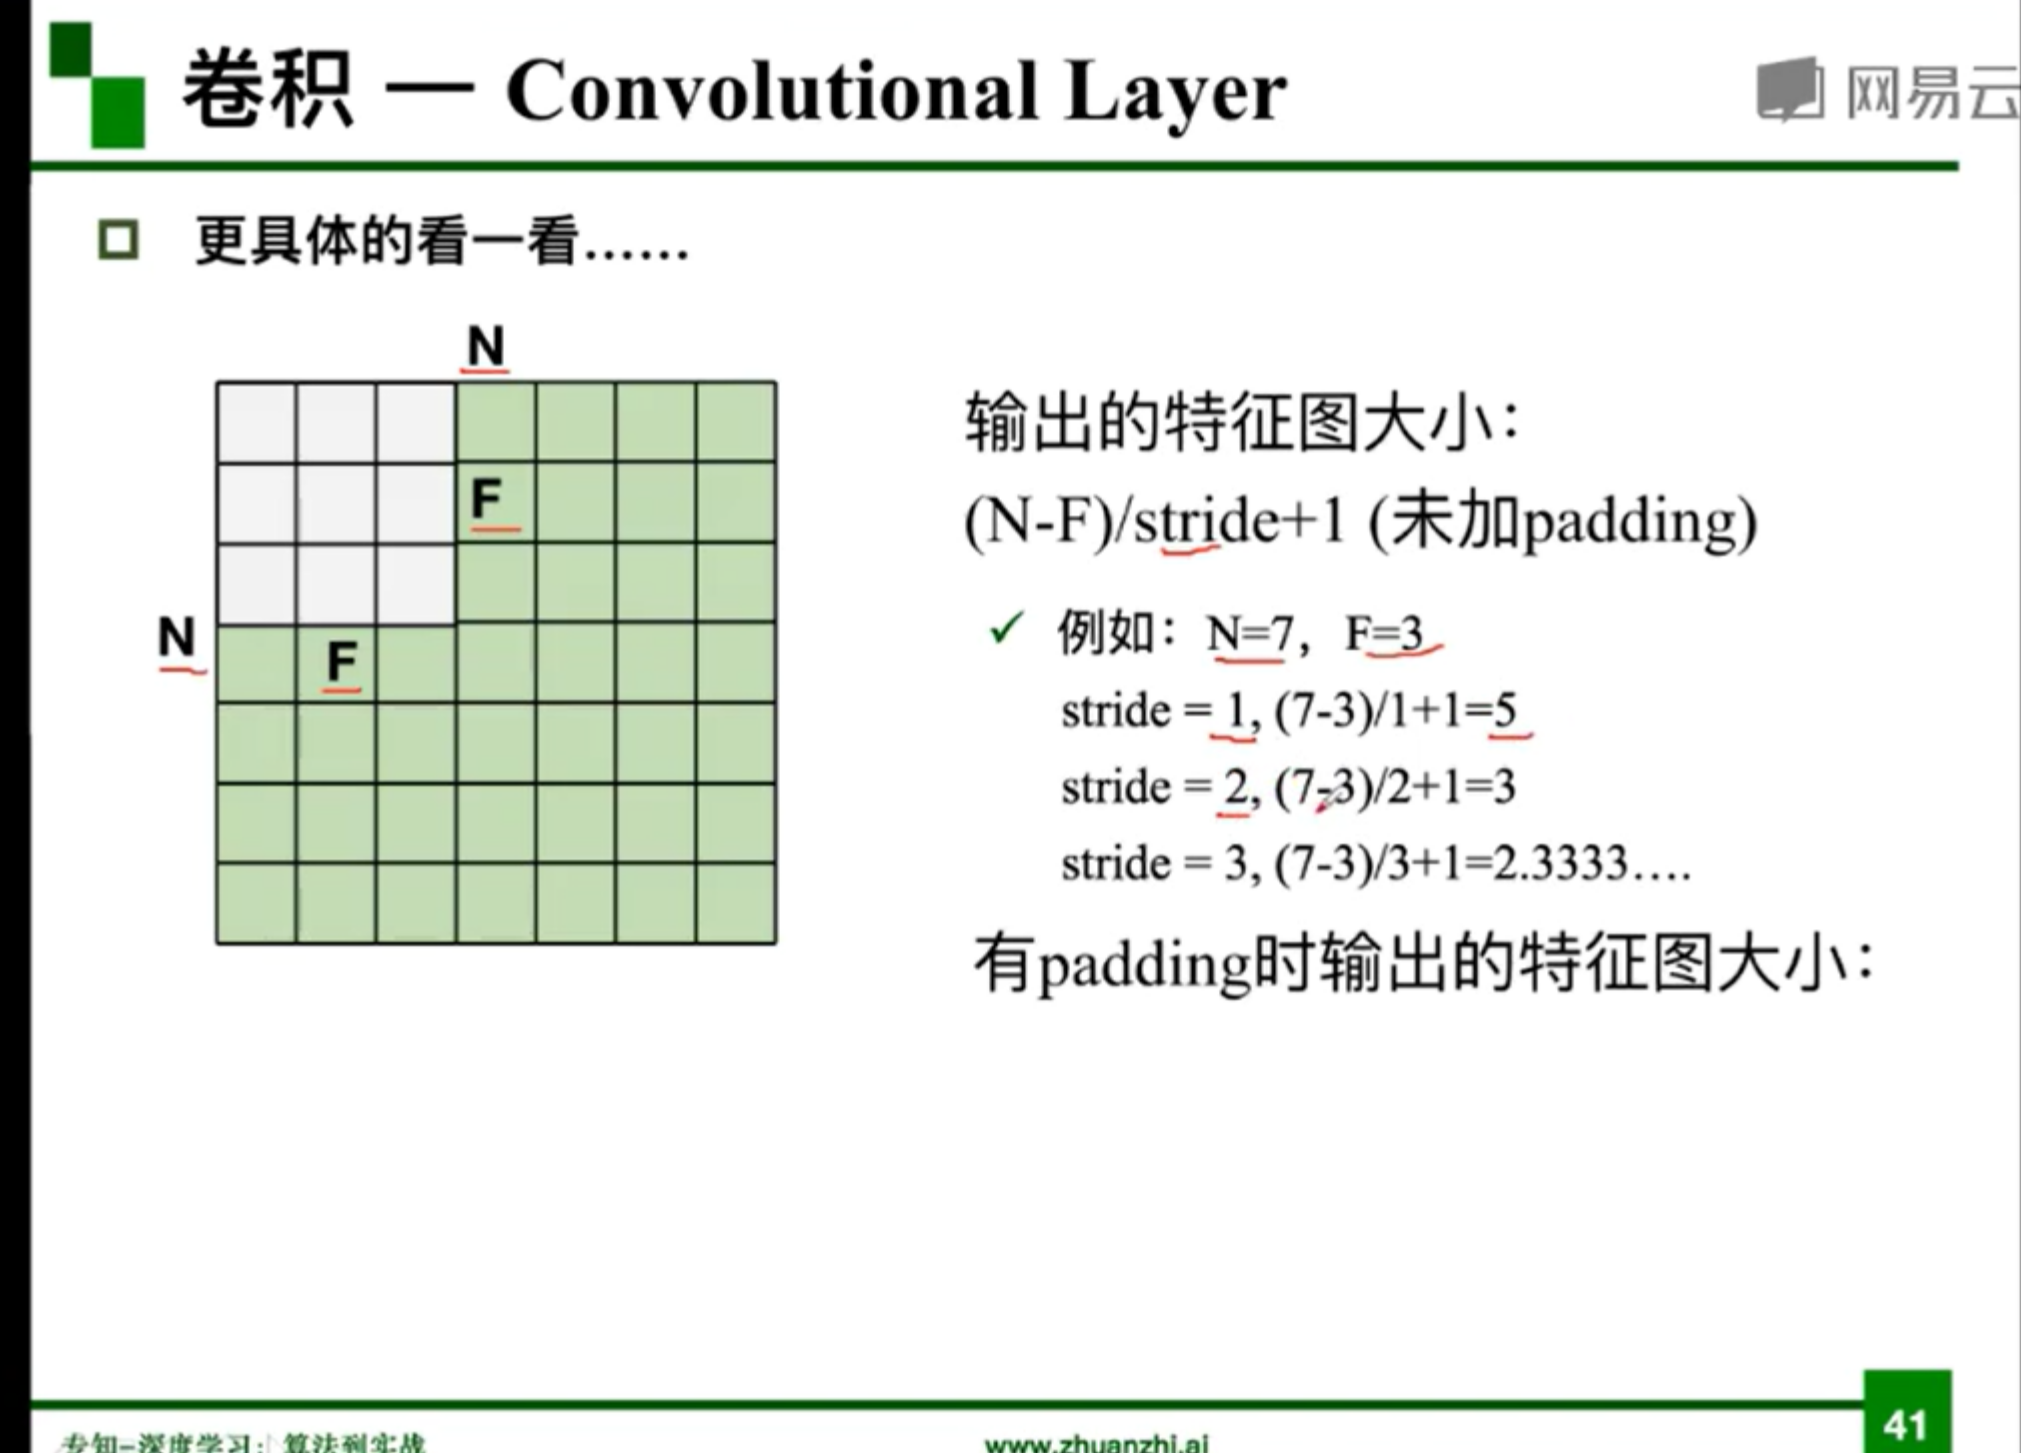 卷积 — Convolutional Layer
网易云
更具体的看一看......
N
F
N
F
输出的特征图大小：
(N-F)/stride+1 (未加padding)
✓ 例如：N=7，F=3
stride = 1, (7-3)/1+1=5
stride = 2, (7-3)/2+1=3
stride = 3, (7-3)/3+1=2.3333....
有padding时输出的特征图大小：
专知-深度学习：算法到实战
www.zhuanzhi.ai
41